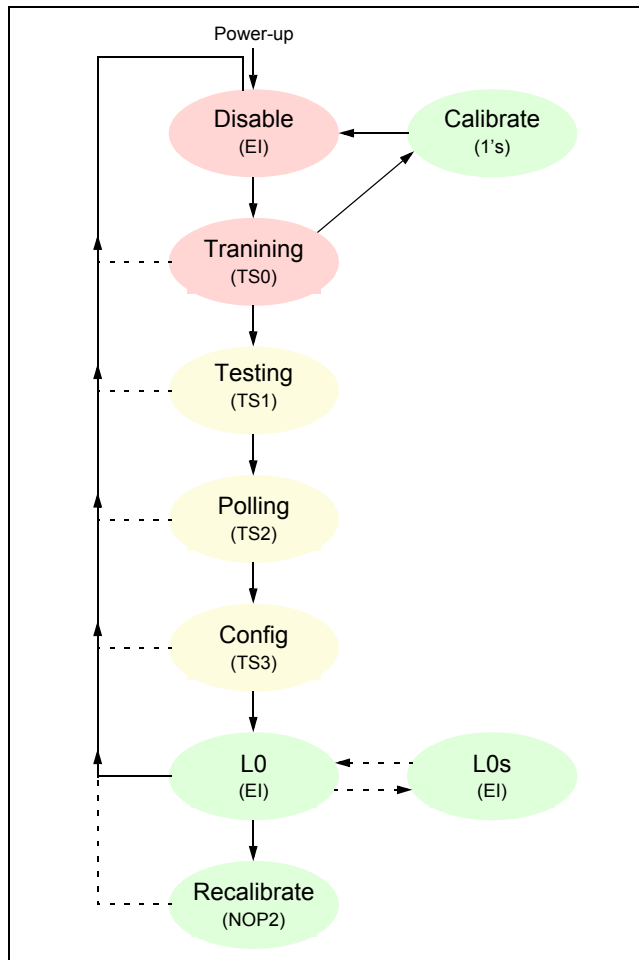 Power-up
Disable
(EI)
Calibrate
(1's)
Tranining
(TS0)
Testing
(TS1)
Polling
(TS2)
Config
(TS3)
L0
(EI)
L0s
(EI)
Recalibrate
(NOP2)